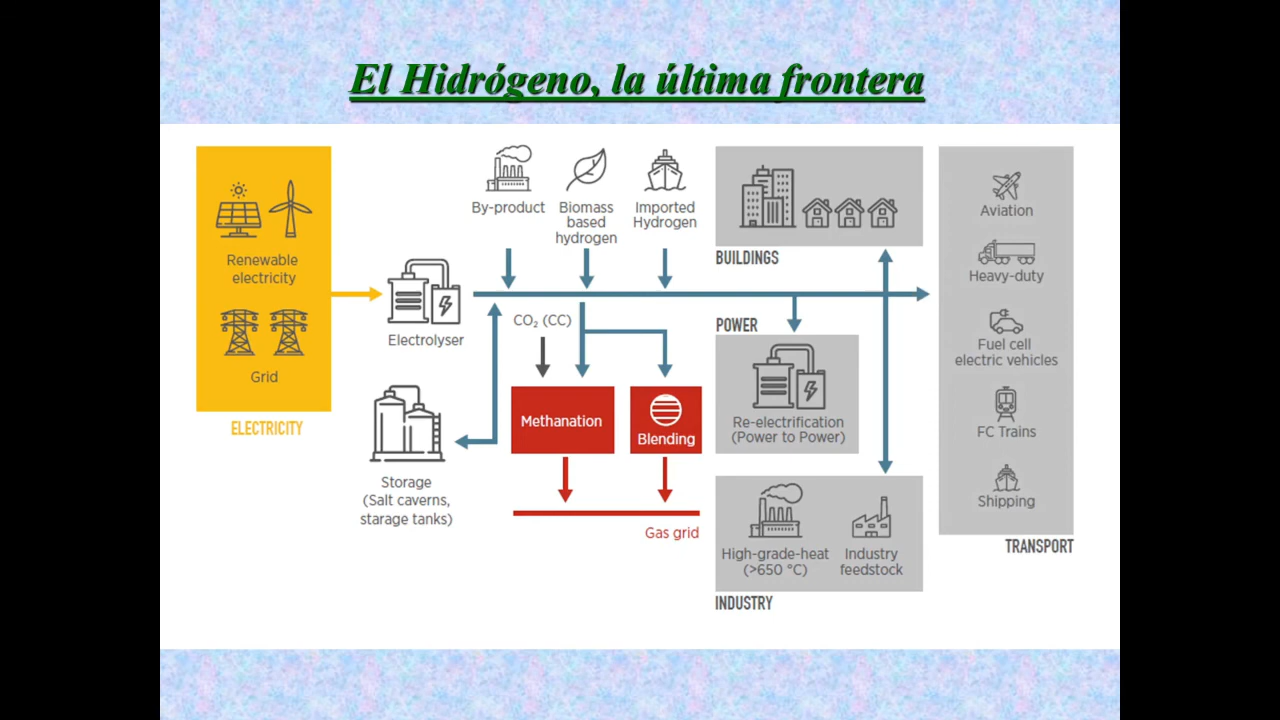 El Hidrógeno, la última frontera
Renewable
electricity
Grid
ELECTRICITY
Electrolyser
Storage
(Salt caverns,
starage tanks)
By-product
Biomass
based
hydrogen
Imported
Hydrogen
CO₂ (CC)
Methanation
Blending
Gas grid
BUILDINGS
POWER
Re-electrification
(Power to Power)
High-grade-heat
(>650 °C)
Industry
feedstock
INDUSTRY
Aviation
Heavy-duty
Fuel cell
electric vehicles
FC Trains
Shipping
TRANSPORT